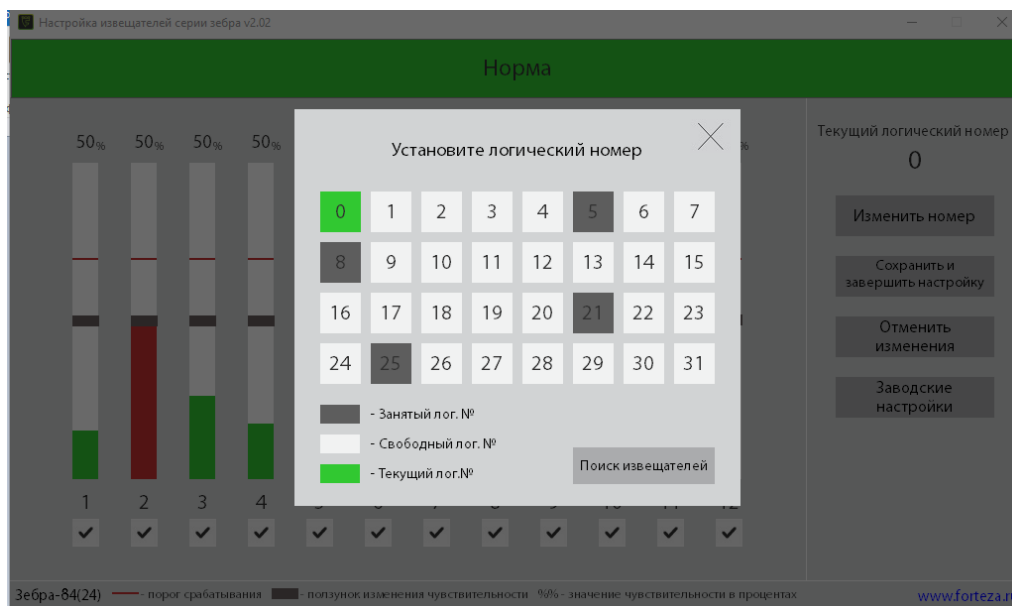 Настройка извещателей серии зебра v2.02
Норма
50% 50% 50% 50% %
Установите логический номер
0 1 2 3 4 5 6 7
8 9 10 11 12 13 14 15
16 17 18 19 20 21 22 23
24 25 26 27 28 29 30 31
- Занятый лог. №
- Свободный лог. №
- Текущий лог.№
Поиск извещателей
1 2 3 4
Текущий логический номер
0
Изменить номер
Сохранить и
завершить настройку
Отменить
изменения
Заводские
настройки
Зебра-84(24) - порог срабатывания - ползунок изменения чувствительности %% - значение чувствительности в процентах
www.forteza.ru